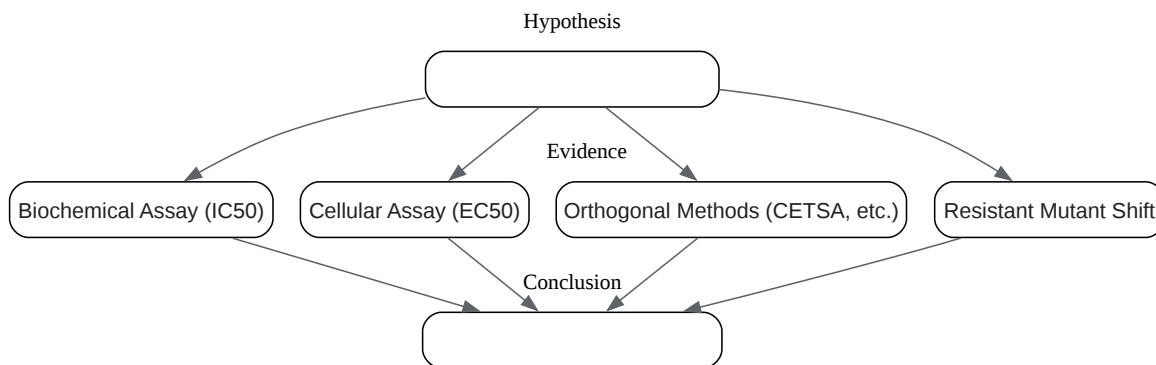 Hypothesis
Evidence
Biochemical Assay (IC50)
Cellular Assay (EC50)
Orthogonal Methods (CETSA, etc.)
Resistant Mutant Shift
Conclusion